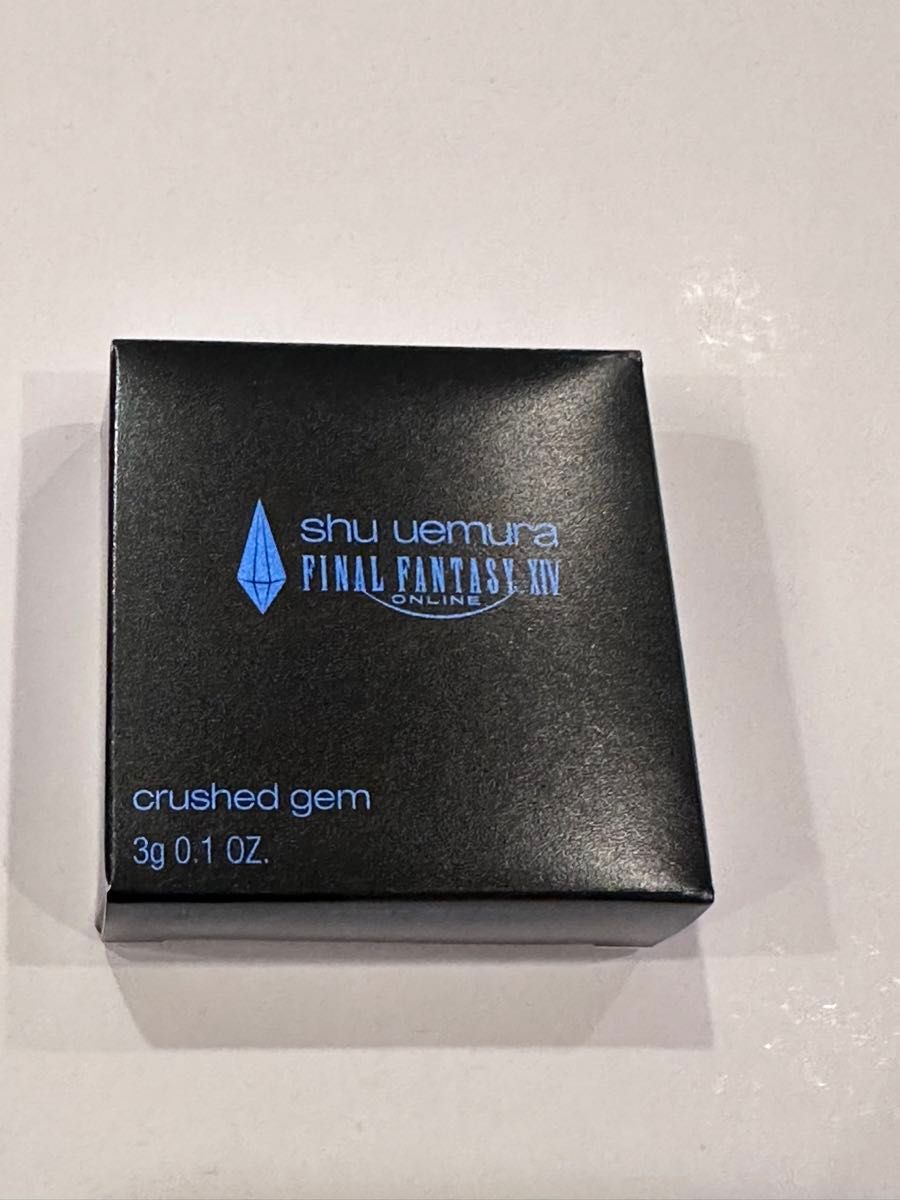 shu uemura
FINAL FANTASY XIV
ONLINE
crushed gem
3g 0.1 OZ.